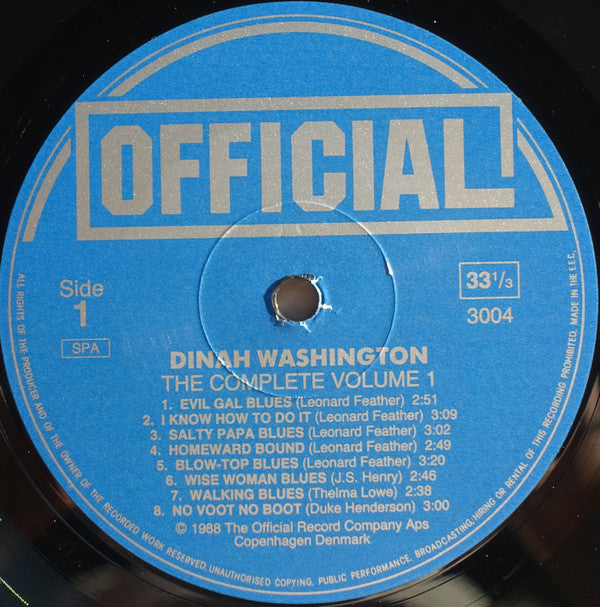 OFFICIAL
Side
1
SPA
33 1/3
3004
DINAH WASHINGTON
THE COMPLETE VOLUME 1
1. EVIL GAL BLUES (Leonard Feather) 2:51
2. I KNOW HOW TO DO IT (Leonard Feather) 3:09
3. SALTY PAPA BLUES (Leonard Feather) 3:02
4. HOMEWARD BOUND (Leonard Feather) 2:49
5. BLOW-TOP BLUES (Leonard Feather) 3:20
6. WISE WOMAN BLUES (J.S. Henry) 2:46
7. WALKING BLUES (Thelma Lowe) 2:38
8. NO VOOT NO BOOT (Duke Henderson) 3:00
© 1988 The Official Record Company Aps
Copenhagen Denmark
ALL RIGHTS OF THE PRODUCER AND OF THE OWNER OF THE RECORDED WORK RESERVED. UNAUTHORISED COPYING, PUBLIC PERFORMANCE, BROADCASTING, HIRING OR RENTAL OF THIS RECORDING PROHIBITED. MADE IN THE E.E.C.